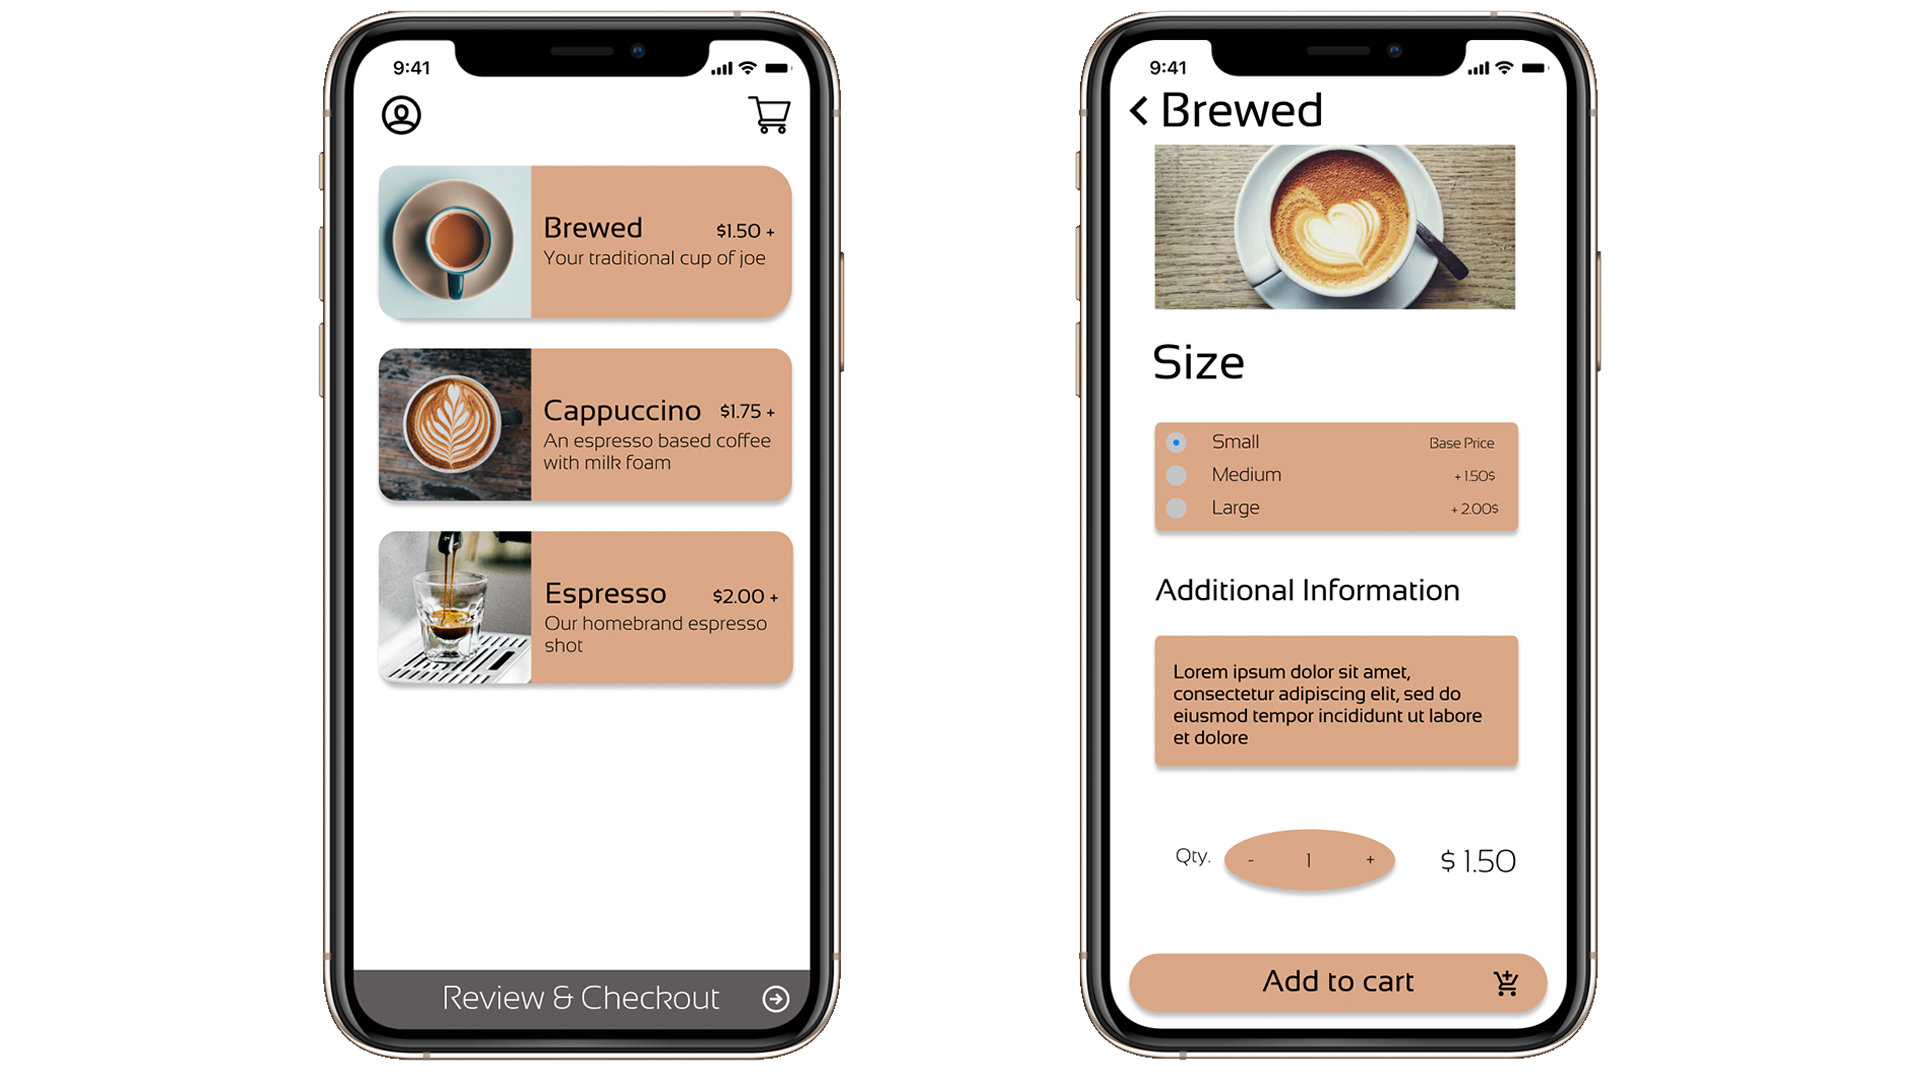 9:41
Brewed
$1.50 +
Your traditional cup of joe
Cappuccino
$1.75 +
An espresso based coffee
with milk foam
Espresso
$2.00 +
Our homebrand espresso
shot
Review & Checkout
9:41
Brewed
Size
Small Base Price
Medium + 1.50$
Large + 2.00$
Additional Information
Lorem ipsum dolor sit amet,
consectetur adipiscing elit, sed do
eiusmod tempor incididunt ut labore
et dolore
Qty. - 1 + $ 1.50
Add to cart